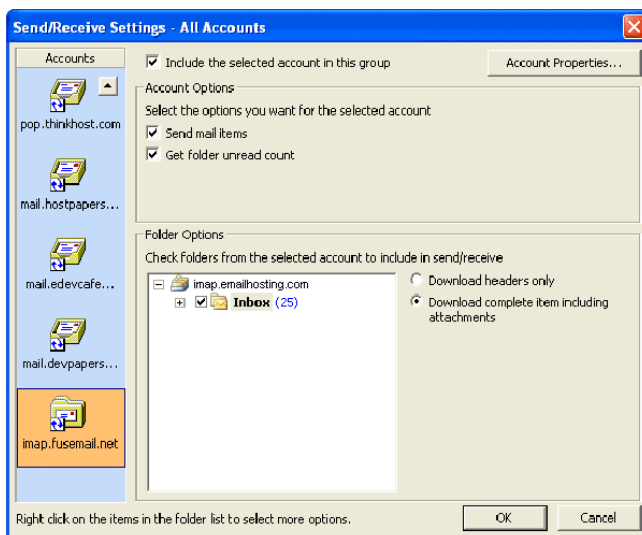 Send/Receive Settings - All Accounts
Accounts
pop.thinkhost.com
mail.hostpapers...
mail.edevcafe...
mail.devpapers...
imap.fusemail.net
Include the selected account in this group
Account Properties...
Account Options
Select the options you want for the selected account
Send mail items
Get folder unread count
Folder Options
Check folders from the selected account to include in send/receive
imap.emailhosting.com
Inbox (25)
Download headers only
Download complete item including
attachments
Right click on the items in the folder list to select more options.
OK
Cancel